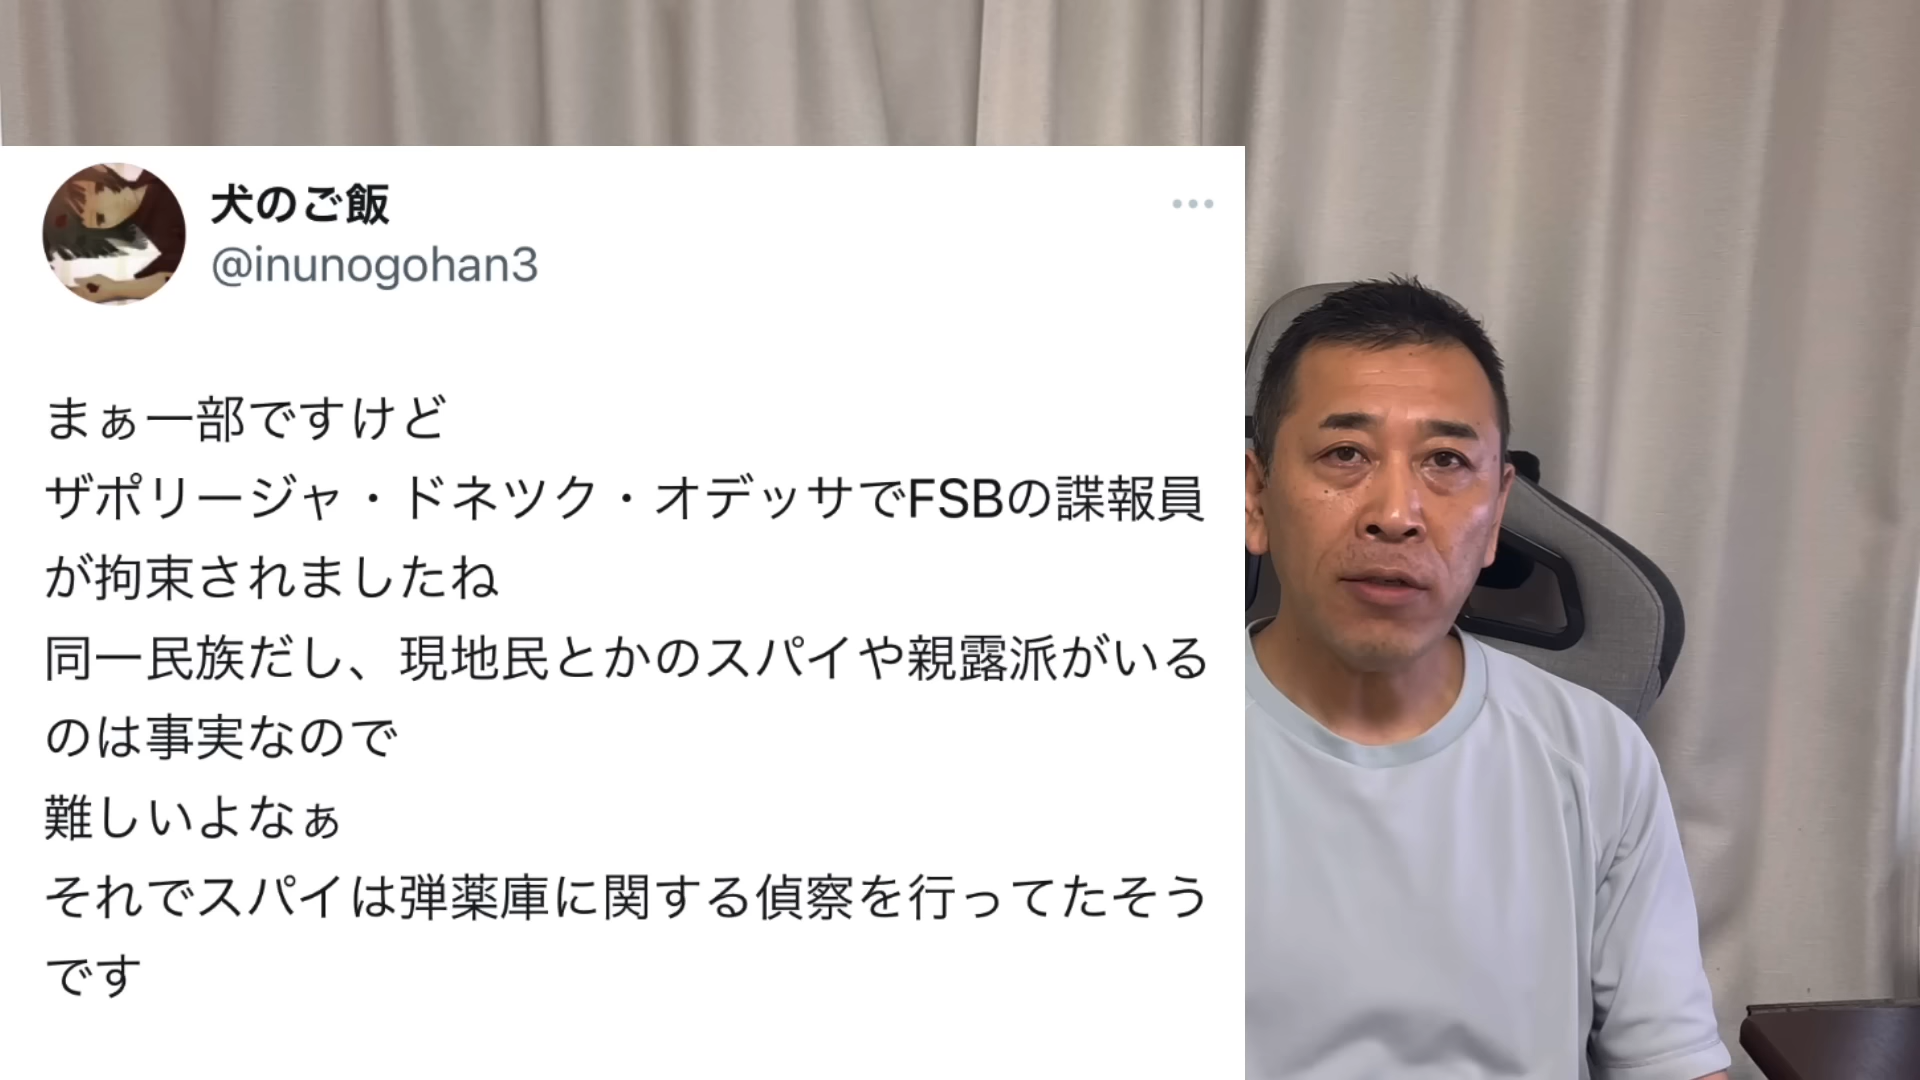 犬のご飯
@inunogohan3
まぁ一部ですけど
ザポリージャ・ドネツク・オデッサでFSBの諜報員
が拘束されましたね
同一民族だし、現地民とかのスパイや親露派がいる
のは事実なので
難しいよなぁ
それでスパイは弾薬庫に関する偵察を行ってたそう
です